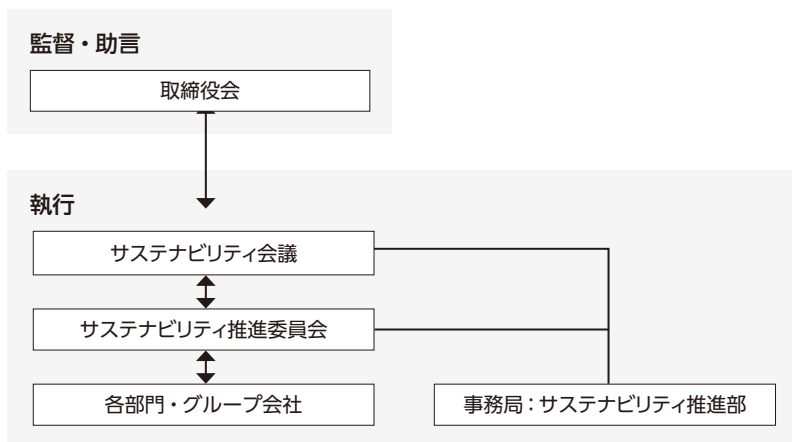 監督・助言
取締役会
執行
サステナビリティ会議
サステナビリティ推進委員会
各部門・グループ会社
事務局：サステナビリティ推進部